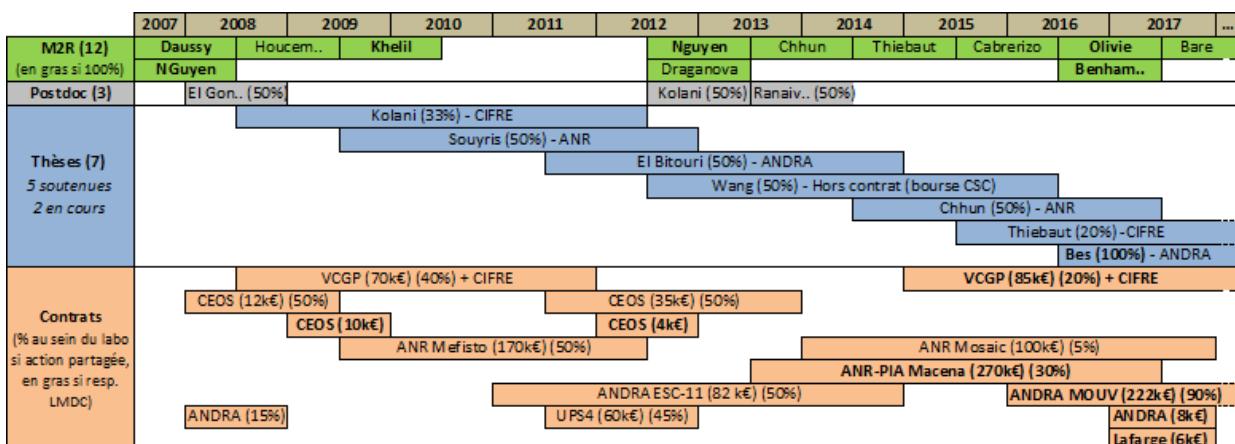 2007 2008 2009 2010 2011 2012 2013 2014 2015 2016 2017 ...
M2R (12) Daussy Houcem.. Khelil Nguyen Chhun Thiebaut Cabrerizo Olivie Bare
(en gras si 100%) NGuyen Draganova Benham..
Postdoc (3) El Gon.. (50%) Kolani (50%) Ranaiv.. (50%)
Kolani (33%) - CIFRE
Souyris (50%) - ANR
Thèses (7) El Bitouri (50%) - ANDRA
5 soutenues Wang (50%) - Hors contrat (bourse CSC)
2 en cours Chhun (50%) - ANR
Thiebaut (20%) -CIFRE
Bes (100%) - ANDRA
VCGP (70k€) (40%) + CIFRE VCGP (85k€) (20%) + CIFRE
CEOS (12k€) (50%) CEOS (35k€) (50%)
Contrats CEOS (10k€) CEOS (4k€)
(% au sein du labo ANR Mefisto (170k€) (50%) ANR Mosaic (100k€) (5%)
si action partagée, ANR-PIA Macena (270k€) (30%)
en gras si resp. ANDRA ESC-11 (82 k€) (50%) ANDRA MOUV (222k€) (90%)
LMDC) ANDRA (15%) UPS4 (60k€) (45%) ANDRA (8k€)
Lafarge (6k€)